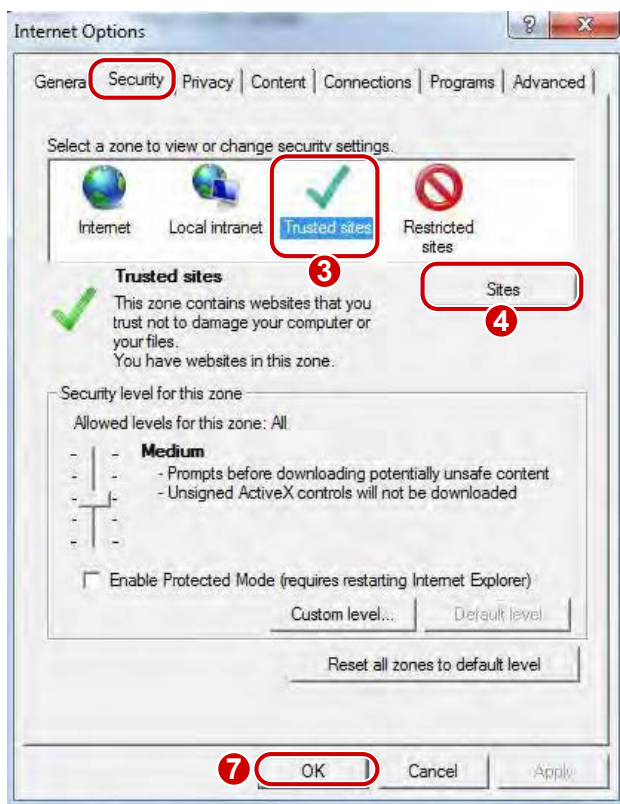 Internet Options
Genera Security Privacy Content Connections Programs Advanced
Select a zone to view or change security settings.
Internet Local intranet Trusted sites Restricted sites
3
Trusted sites
Sites
This zone contains websites that you
trust not to damage your computer or
your files.
4
You have websites in this zone.
Security level for this zone
Allowed levels for this zone: All
Medium
- Prompts before downloading potentially unsafe content
- Unsigned ActiveX controls will not be downloaded
Enable Protected Mode (requires restarting Internet Explorer)
Custom level... Default level
Reset all zones to default level
7 OK Cancel Apply